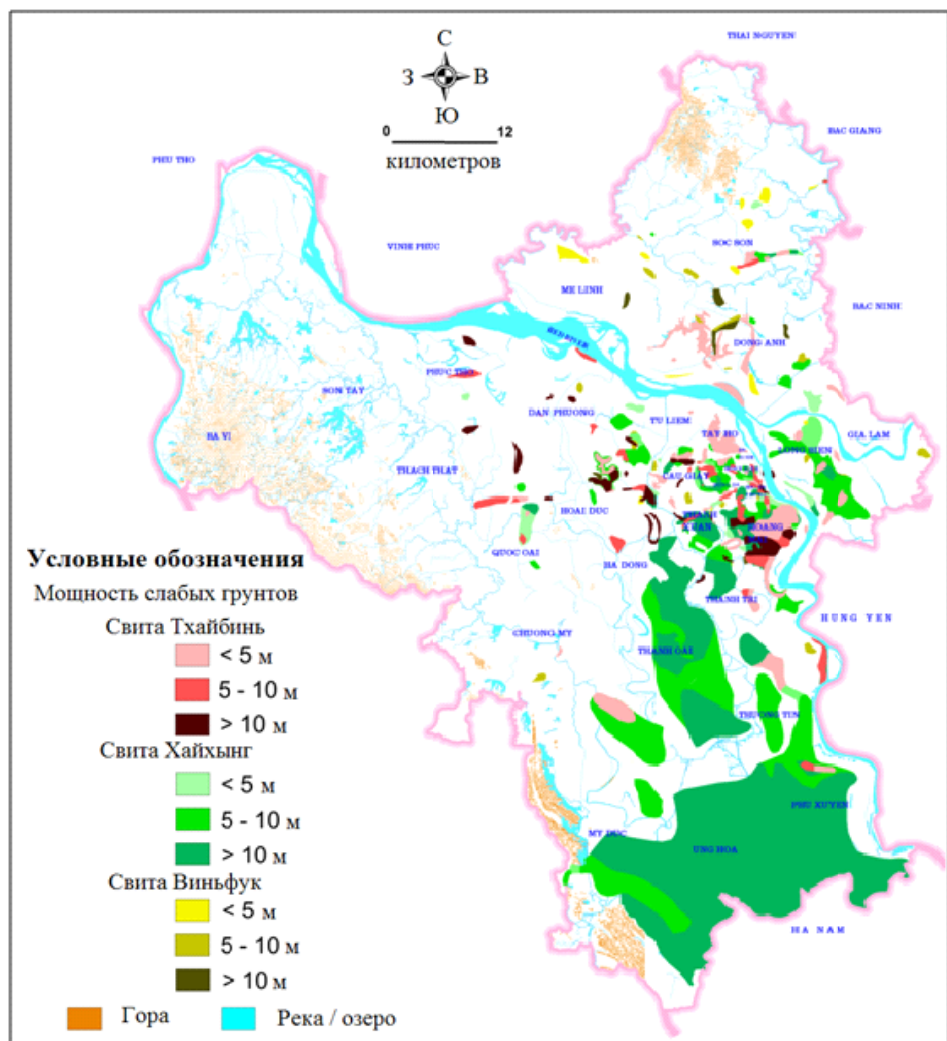 THAI NGUYEN
С
З В
Ю
0 12
километров
BAC GIANG
PHU THO
VINH PHUC
SOC SON
ME LINH
BAC NINH
DONG ANH
PHUC THO
SON TAY
DAN PHUONG
TU LIEM
TAY HO
GIA LAM
BA VI
LONG BIEN
THACH THAT
CAU GIAY
HOAI DUC
THANH XUAN
HOANG
QUOC OAI
HA DONG
THANH TRI
HUNG YEN
CHUONG MY
THANH OAI
THUONG TIN
PHU XUYEN
MY DUC
UNG HOA
HA NAM
Условные обозначения
Мощность слабых грунтов
Свита Тхайбинь
< 5 м
5 - 10 м
> 10 м
Свита Хайхынг
< 5 м
5 - 10 м
> 10 м
Свита Виньфук
< 5 м
5 - 10 м
> 10 м
Гора Река / озеро